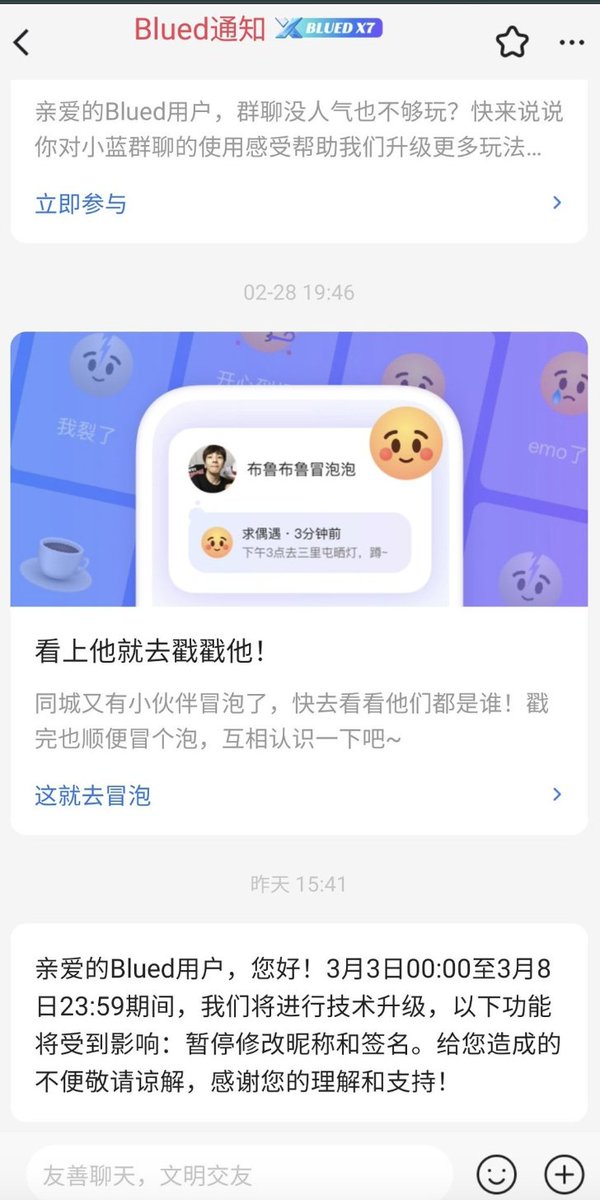 Blued通知 BLUED X7
亲爱的Blued用户，群聊没人气也不够玩？快来说说
你对小蓝群聊的使用感受帮助我们升级更多玩法...
立即参与
02-28 19:46
我裂了
emo了
布鲁布鲁冒泡泡
求偶遇 · 3分钟前
下午3点去三里屯晒灯，蹲~
看上他就去戳戳他！
同城又有小伙伴冒泡了，快去看看他们都是谁！戳
完也顺便冒个泡，互相认识一下吧~
这就去冒泡
昨天 15:41
亲爱的Blued用户，您好！3月3日00:00至3月8
日23:59期间，我们将进行技术升级，以下功能
将受到影响：暂停修改昵称和签名。给您造成的
不便敬请谅解，感谢您的理解和支持！
友善聊天，文明交友